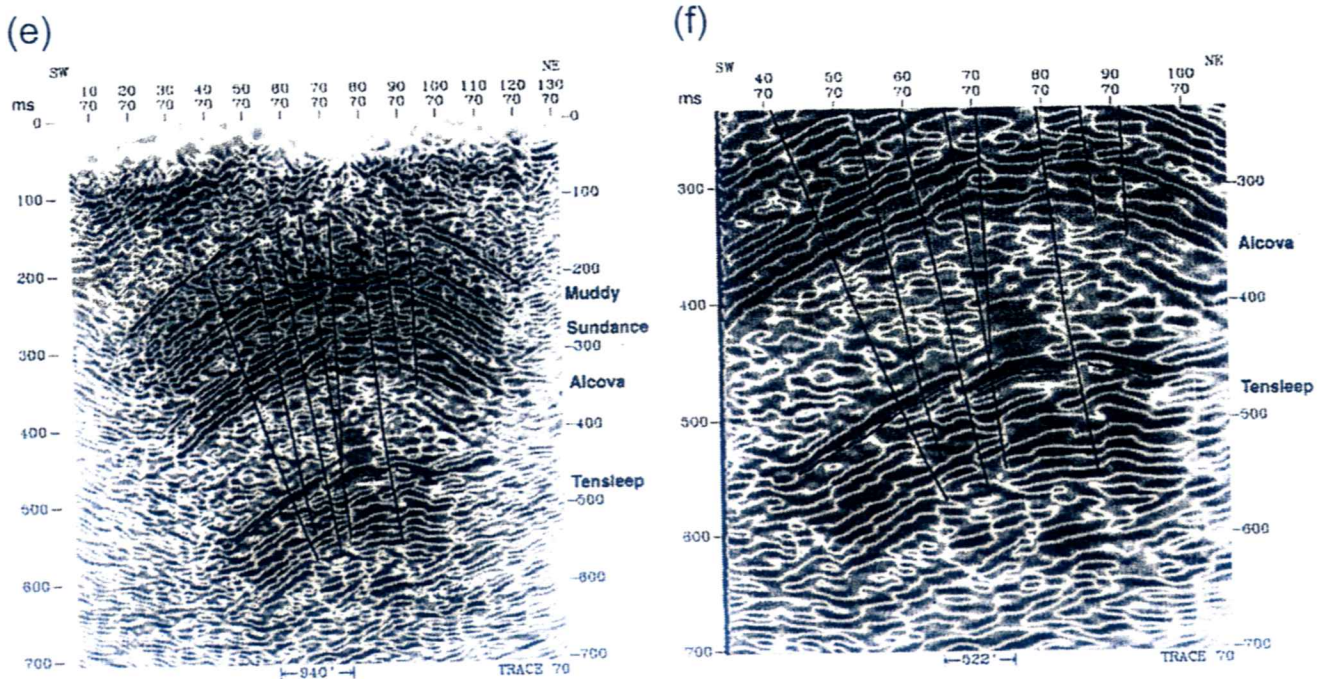 (e)
SW NE
10 20 30 40 50 60 70 80 90 100 110 120 130
ms 70 70 70 70 70 70 70 70 70 70 70 70 70
0 -0
100 -100
200 -200
Muddy
Sundance
300 -300
Alcova
400 -400
Tensleep
500 -500
600 -600
700 -700
940' TRACE 70
(f)
SW NE
40 50 60 70 80 90 100
ms 70 70 70 70 70 70 70
300 -300
Alcova
400 -400
Tensleep
500 -500
600 -600
700 -700
522' TRACE 70